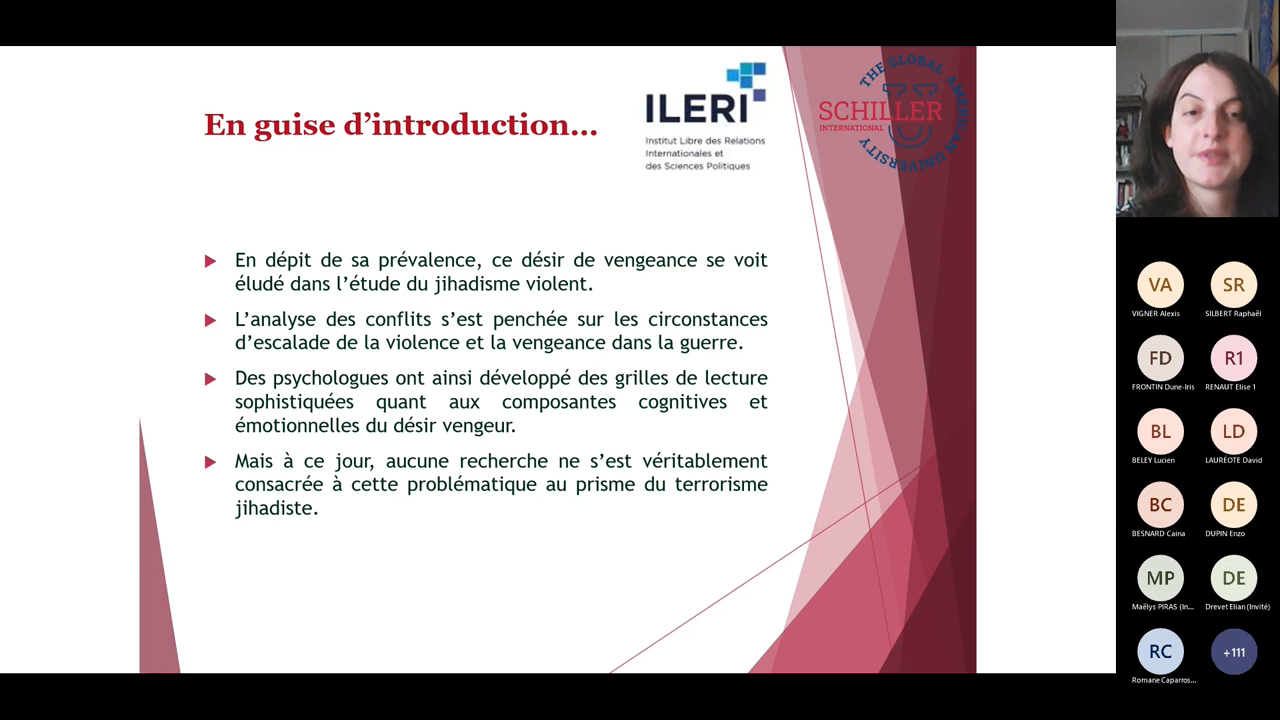 En guise d'introduction...
ILERI
Institut Libre des Relations
Internationales et
des Sciences Politiques
THE GLOBAL AMERICAN UNIVERSITY
SCHILLER
INTERNATIONAL
U
En dépit de sa prévalence, ce désir de vengeance se voit
éludé dans l'étude du jihadisme violent.
L'analyse des conflits s'est penchée sur les circonstances
d'escalade de la violence et la vengeance dans la guerre.
Des psychologues ont ainsi développé des grilles de lecture
sophistiquées quant aux composantes cognitives et
émotionnelles du désir vengeur.
Mais à ce jour, aucune recherche ne s'est véritablement
consacrée à cette problématique au prisme du terrorisme
jihadiste.
VA
VIGNER Alexis
SR
SILBERT Raphaël
FD
FRONTIN Dune-Iris
R1
RENAUT Elise 1
BL
BELEY Lucien
LD
LAURÉOTE David
BC
BESNARD Caina
DE
DUPIN Enzo
MP
Maëlys PIRAS (In...
DE
Drevet Elian (Invité)
RC
Romane Caparros...
+111